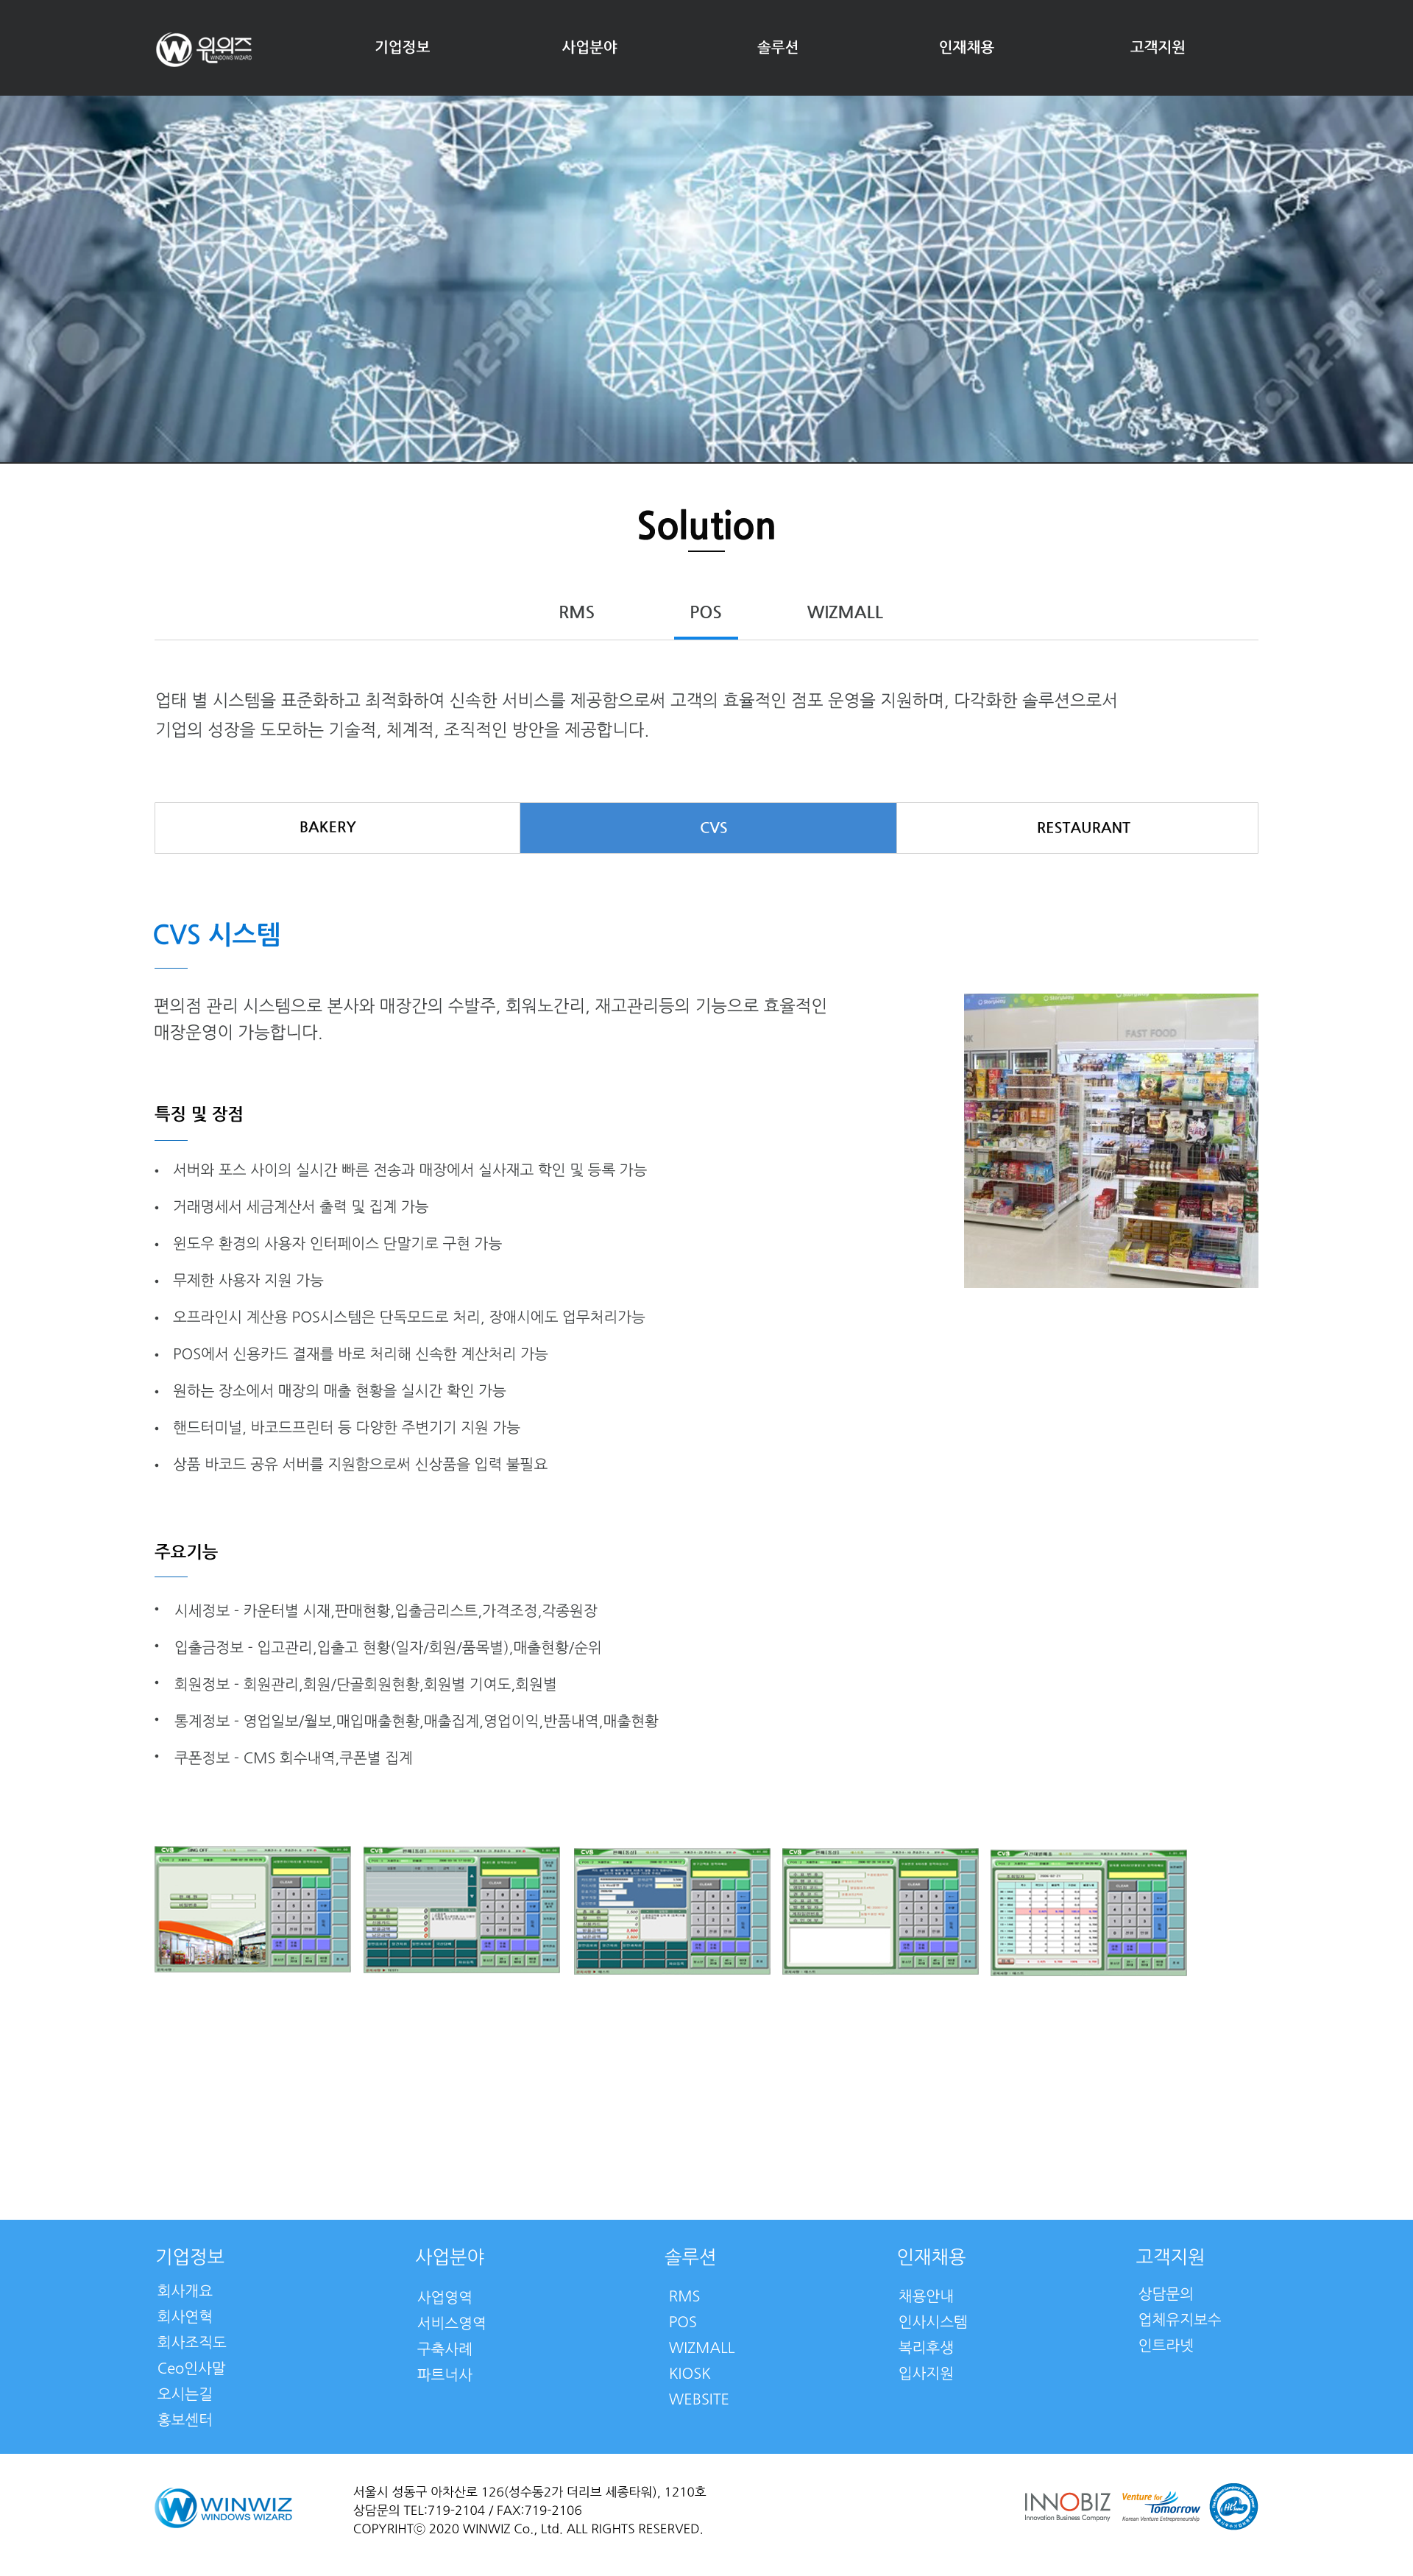 윈위즈
WINDOWS WIZARD
기업정보
사업분야
솔루션
인재채용
고객지원
123RF
123RF
Solution
RMS
POS
WIZMALL
업태 별 시스템을 표준화하고 최적화하여 신속한 서비스를 제공함으로써 고객의 효율적인 점포 운영을 지원하며, 다각화한 솔루션으로서
기업의 성장을 도모하는 기술적, 체계적, 조직적인 방안을 제공합니다.
BAKERY
CVS
RESTAURANT
CVS 시스템
편의점 관리 시스템으로 본사와 매장간의 수발주, 회워노간리, 재고관리등의 기능으로 효율적인
매장운영이 가능합니다.
FAST FOOD
특징 및 장점
• 서버와 포스 사이의 실시간 빠른 전송과 매장에서 실사재고 학인 및 등록 가능
• 거래명세서 세금계산서 출력 및 집계 가능
• 윈도우 환경의 사용자 인터페이스 단말기로 구현 가능
• 무제한 사용자 지원 가능
• 오프라인시 계산용 POS시스템은 단독모드로 처리, 장애시에도 업무처리가능
• POS에서 신용카드 결재를 바로 처리해 신속한 계산처리 가능
• 원하는 장소에서 매장의 매출 현황을 실시간 확인 가능
• 핸드터미널, 바코드프린터 등 다양한 주변기기 지원 가능
• 상품 바코드 공유 서버를 지원함으로써 신상품을 입력 불필요
주요기능
• 시세정보 - 카운터별 시재,판매현황,입출금리스트,가격조정,각종원장
• 입출금정보 - 입고관리,입출고 현황(일자/회원/품목별),매출현황/순위
• 회원정보 - 회원관리,회원/단골회원현황,회원별 기여도,회원별
• 통계정보 - 영업일보/월보,매입매출현황,매출집계,영업이익,반품내역,매출현황
• 쿠폰정보 - CMS 회수내역,쿠폰별 집계
CVS
CVS
CVS
CVS
CVS
기업정보
회사개요
회사연혁
회사조직도
Ceo인사말
오시는길
홍보센터
사업분야
사업영역
서비스영역
구축사례
파트너사
솔루션
RMS
POS
WIZMALL
KIOSK
WEBSITE
인재채용
채용안내
인사시스템
복리후생
입사지원
고객지원
상담문의
업체유지보수
인트라넷
WINWIZ
WINDOWS WIZARD
서울시 성동구 아차산로 126(성수동2가 더리브 세종타워), 1210호
상담문의 TEL:719-2104 / FAX:719-2106
COPYRIHTⓒ 2020 WINWIZ Co., Ltd. ALL RIGHTS RESERVED.
INNOBIZ
Innovation Business Company
Venture for
Tomorrow
Korean Venture Entrepreneurship